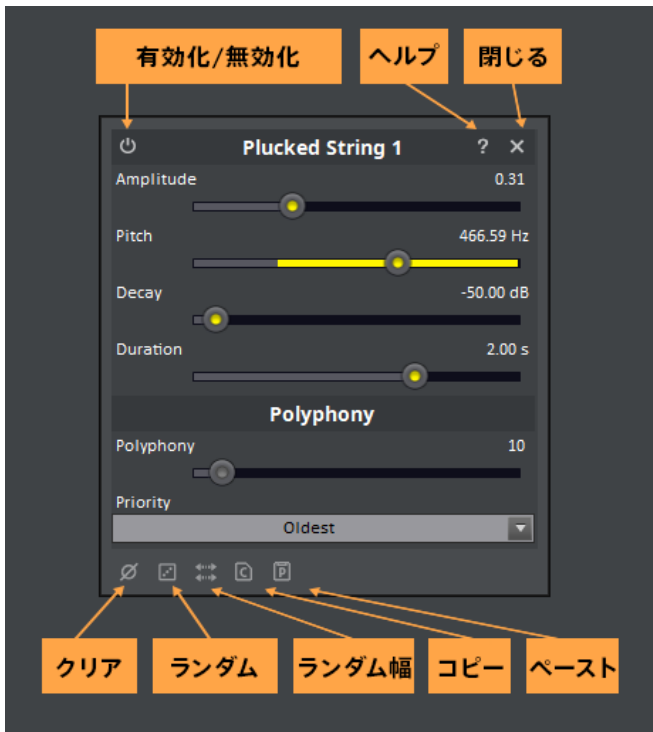 有効化/無効化 ヘルプ 閉じる
Plucked String 1 ? ×
Amplitude 0.31
Pitch 466.59 Hz
Decay -50.00 dB
Duration 2.00 s
Polyphony
Polyphony 10
Priority
Oldest
C P
クリア ランダム ランダム幅 コピー ペースト